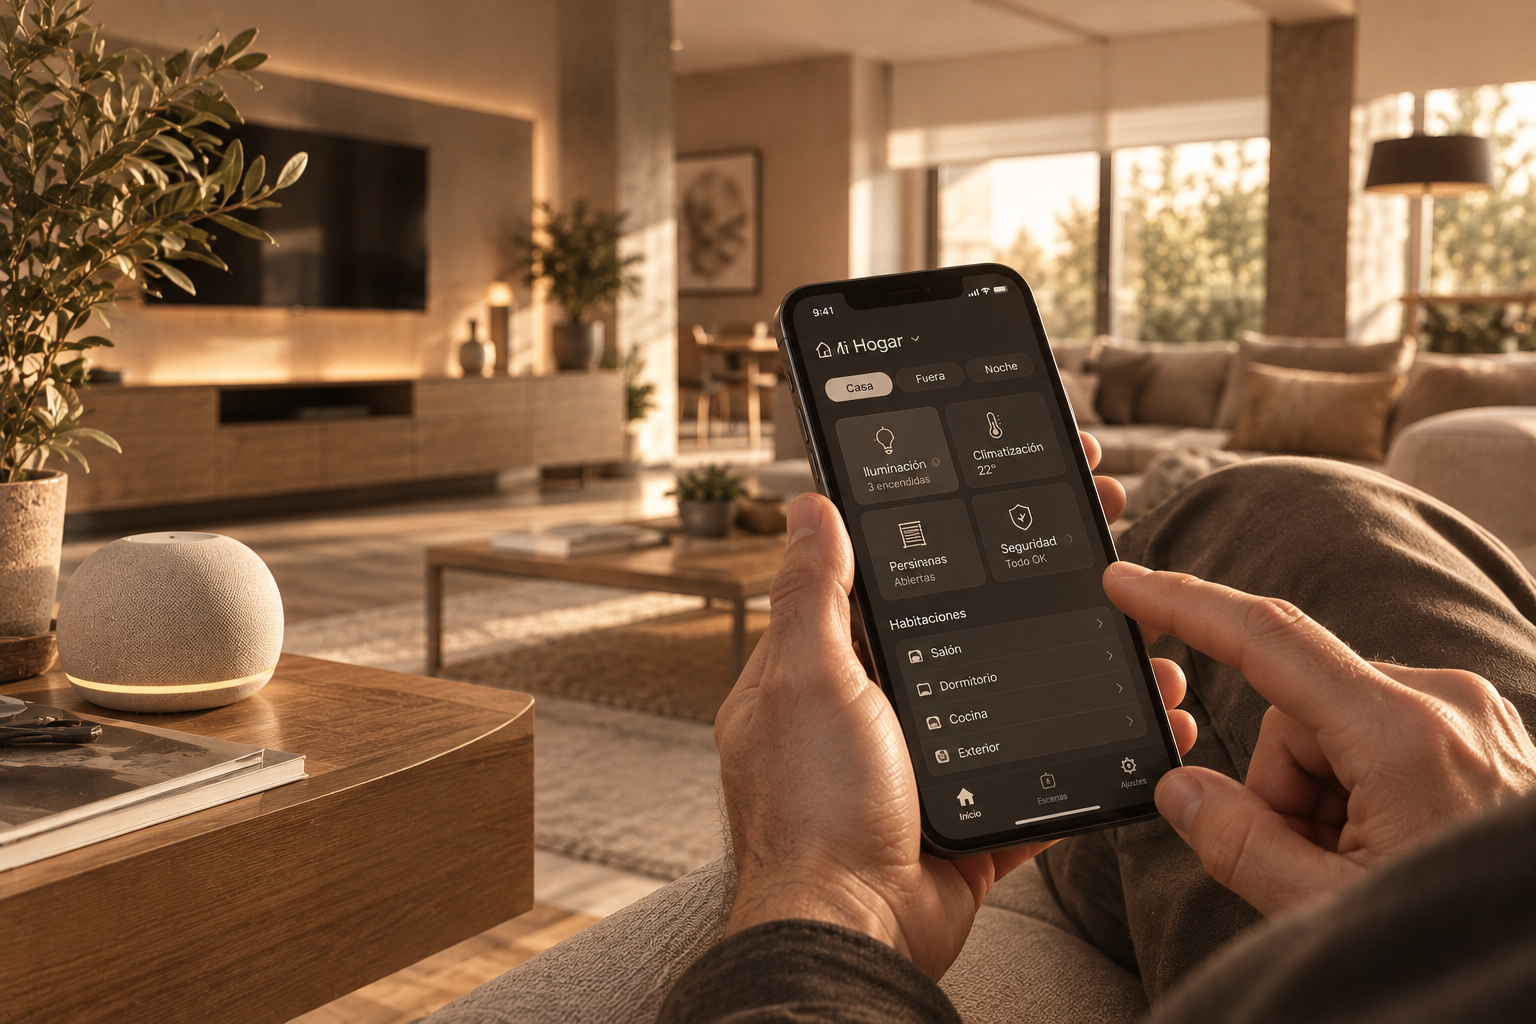 9:41
Mi Hogar
Casa
Fuera
Noche
Iluminación
3 encendidas
Climatización
22°
Persianas
Abiertas
Seguridad
Todo OK
Habitaciones
Salón
Dormitorio
Cocina
Exterior
Inicio
Escenas
Ajustes